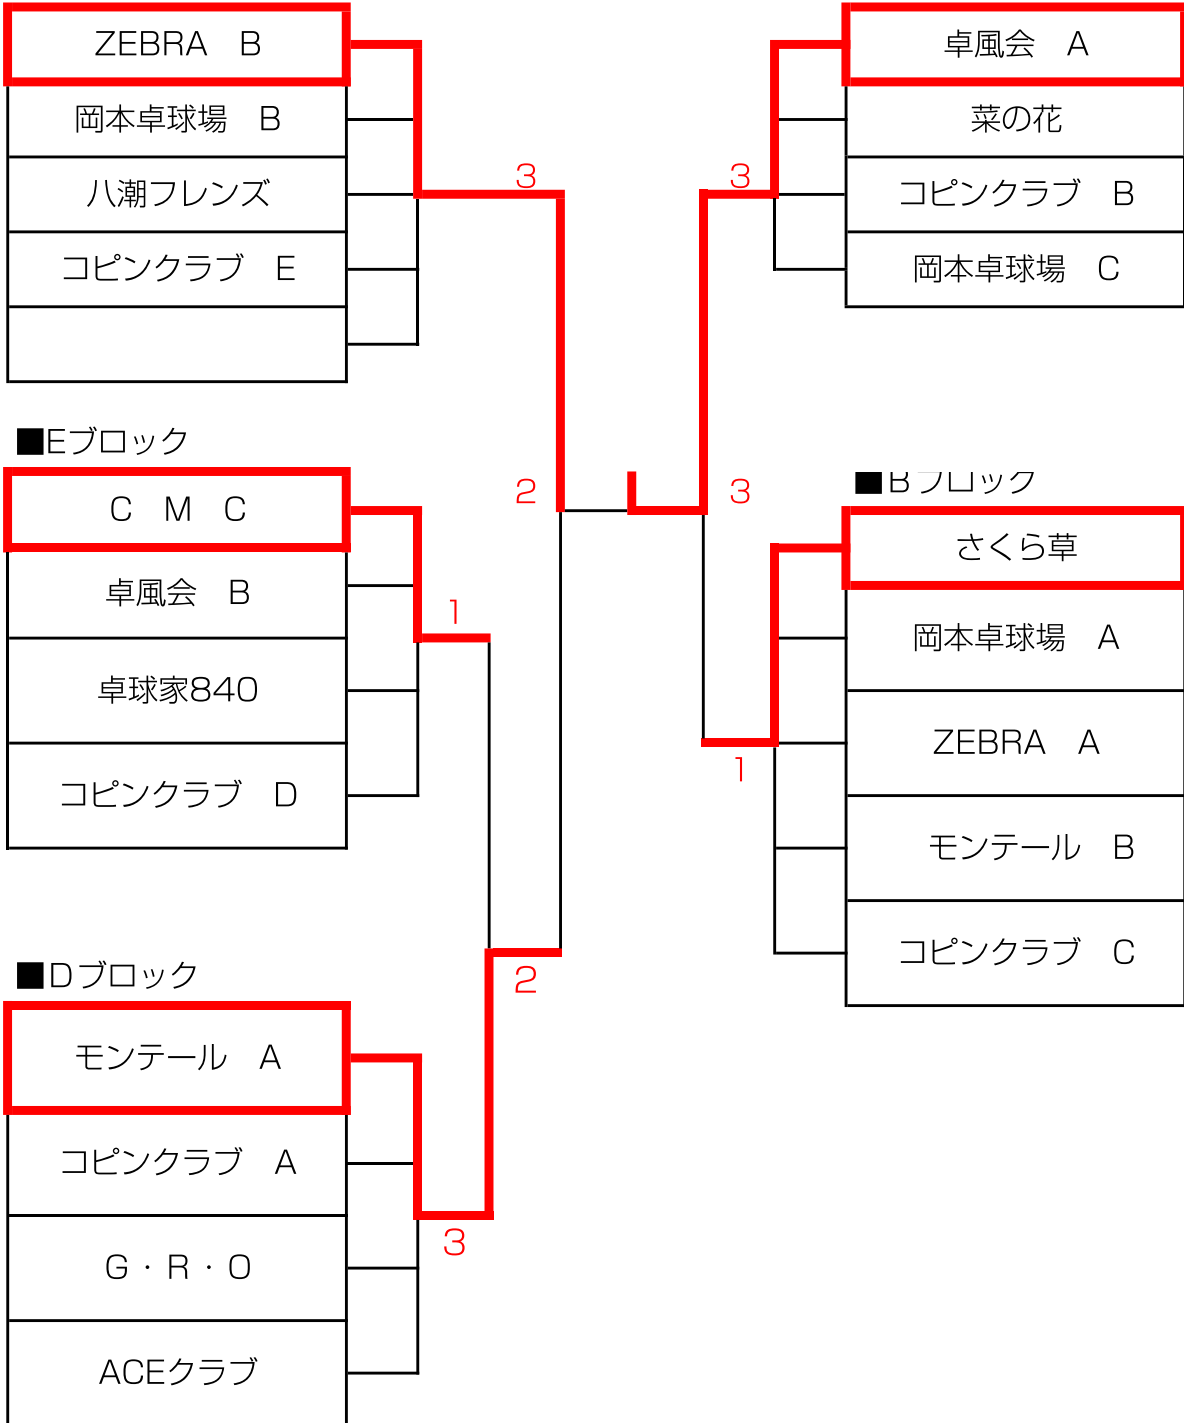 ZEBRA　B
岡本卓球場　B
八潮フレンズ
コピンクラブ　E
3
2
■Eブロック
C　M　C
卓風会　B
卓球家840
コピンクラブ　D
1
2
■Dブロック
モンテール　A
コピンクラブ　A
G・R・O
ACEクラブ
3
卓風会　A
菜の花
コピンクラブ　B
岡本卓球場　C
3
3
■Bブロック
さくら草
岡本卓球場　A
ZEBRA　A
モンテール　B
コピンクラブ　C
1